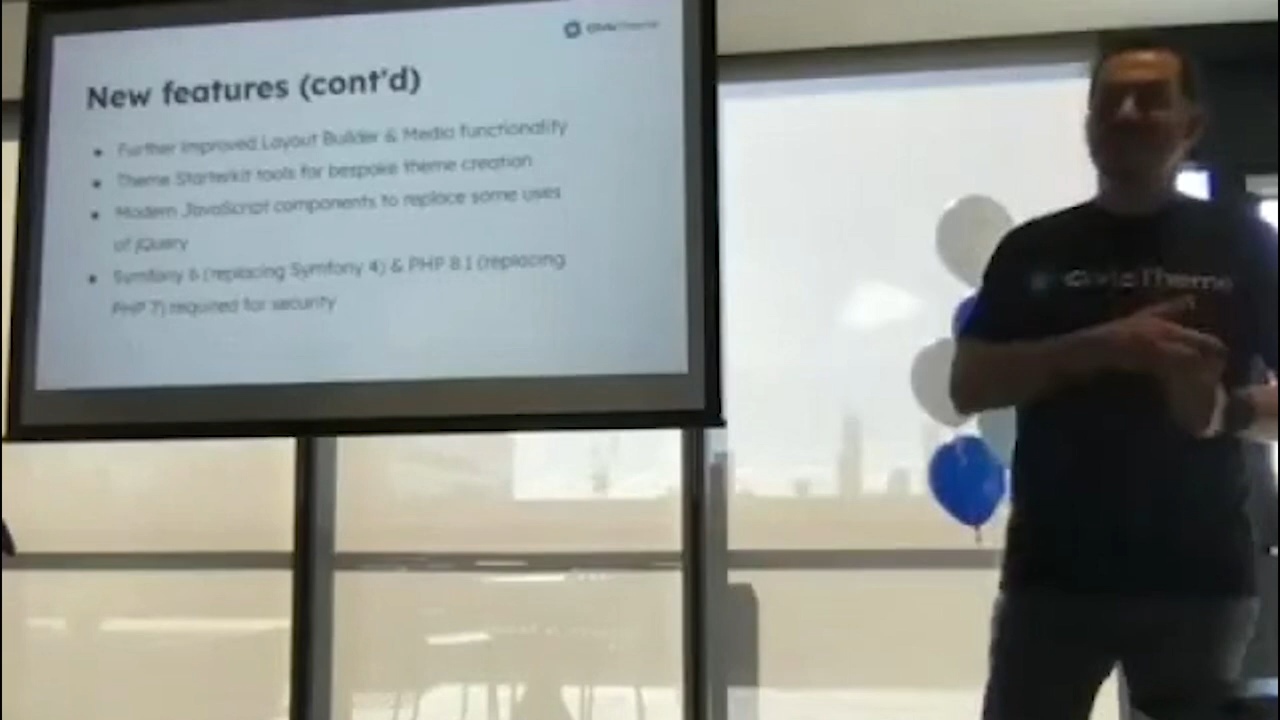 CivicTheme
New features (cont'd)
Further improved Layout Builder & Media functionality
Theme Starterkit tools for bespoke theme creation
Modern JavaScript components to replace some uses
of jQuery
Symfony 6 (replacing Symfony 4) & PHP 8.1 (replacing
PHP 7) required for security
CivicTheme